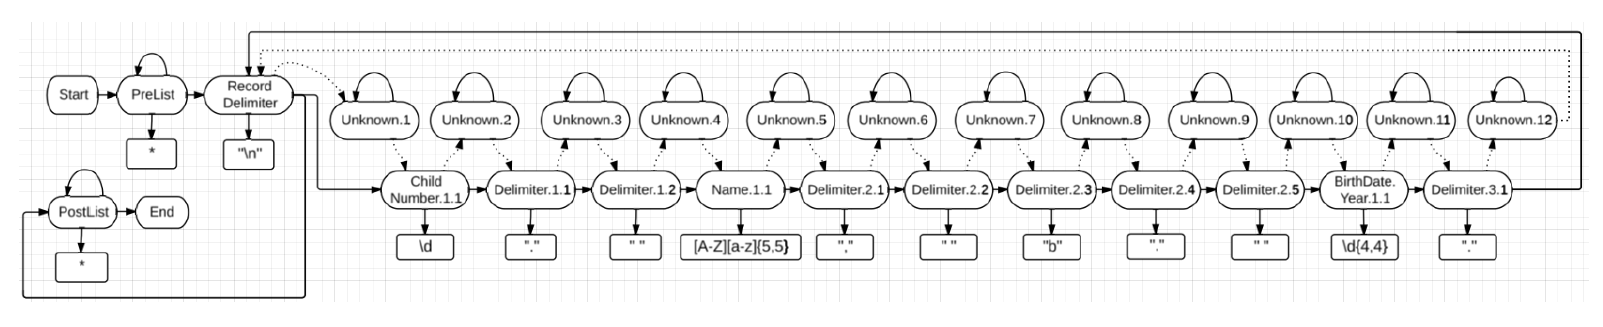 Start
PreList
Record
Delimiter
*
"\n"
PostList
End
*
Unknown.1
Unknown.2
Unknown.3
Unknown.4
Unknown.5
Unknown.6
Unknown.7
Unknown.8
Unknown.9
Unknown.10
Unknown.11
Unknown.12
Child
Number.1.1
Delimiter.1.1
Delimiter.1.2
Name.1.1
Delimiter.2.1
Delimiter.2.2
Delimiter.2.3
Delimiter.2.4
Delimiter.2.5
BirthDate.
Year.1.1
Delimiter.3.1
\d
"."
" "
[A-Z][a-z]{5,5}
","
" "
"b"
"."
" "
\d{4,4}
"."